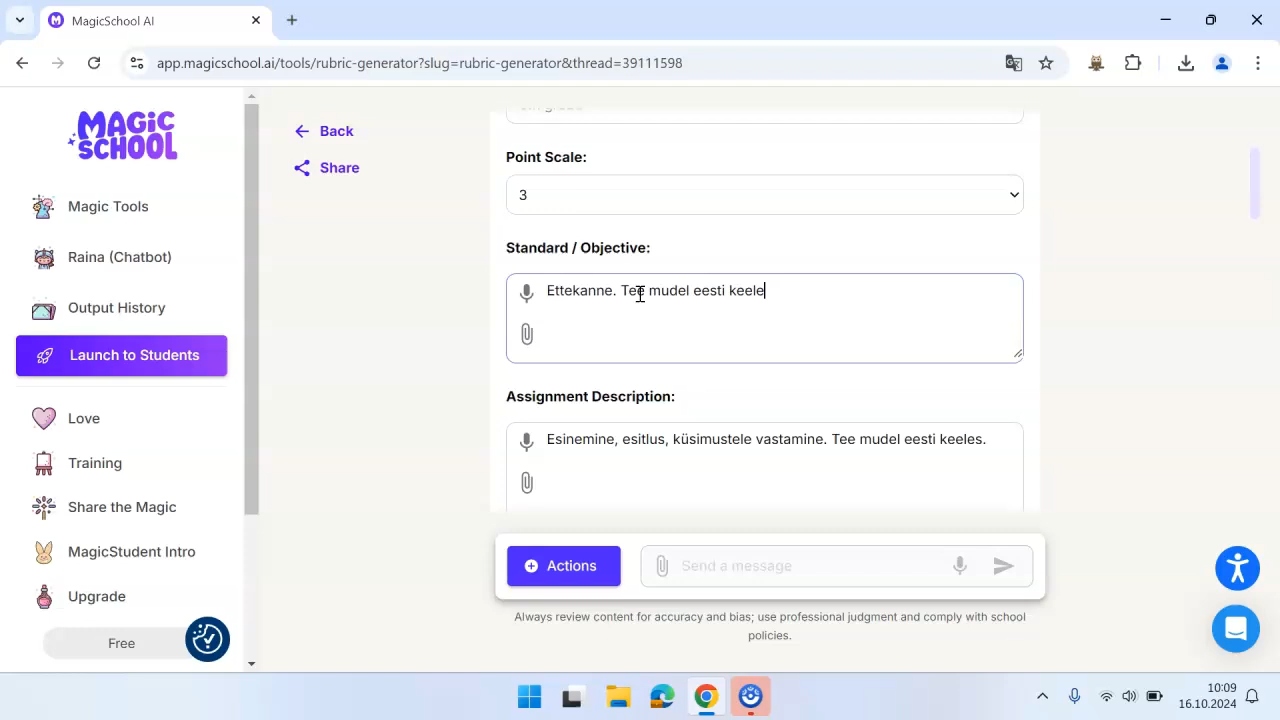 MagicSchool AI
app.magicschool.ai/tools/rubric-generator?slug=rubric-generator&thread=39111598
MAGIC SCHOOL
Magic Tools
Raina (Chatbot)
Output History
Launch to Students
Love
Training
Share the Magic
MagicStudent Intro
Upgrade
Free
Back
Share
Point Scale:
3
Standard / Objective:
Ettekanne. Tee mudel eesti keele
Assignment Description:
Esinemine, esitlus, küsimustele vastamine. Tee mudel eesti keeles.
Actions
Send a message
Always review content for accuracy and bias; use professional judgment and comply with school
policies.
10:09
16.10.2024